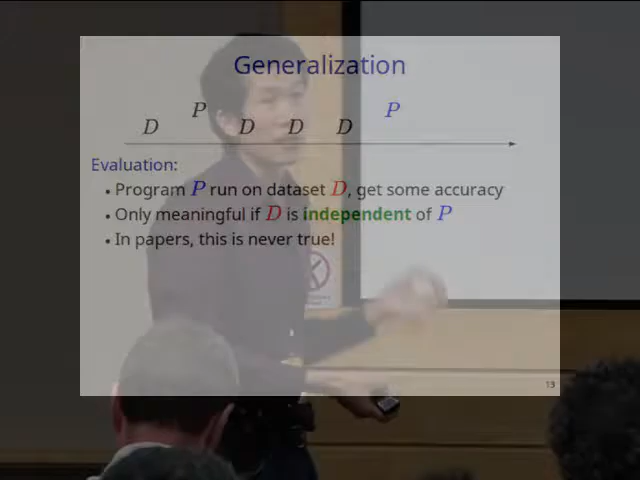 Generalization
P P
D D D D
Evaluation:
• Program P run on dataset D, get some accuracy
• Only meaningful if D is independent of P
• In papers, this is never true!
13